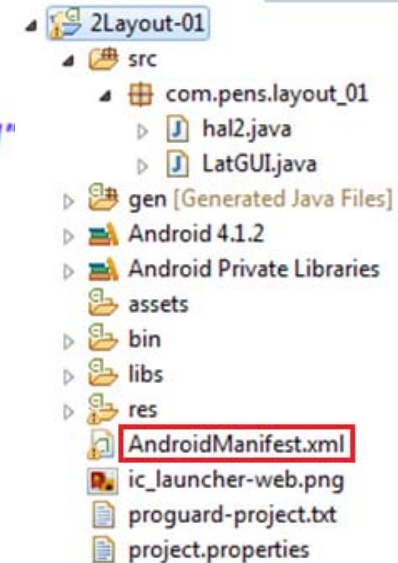 2Layout-01
src
com.pens.layout_01
hal2.java
LatGUI.java
gen [Generated Java Files]
Android 4.1.2
Android Private Libraries
assets
bin
libs
res
AndroidManifest.xml
ic_launcher-web.png
proguard-project.txt
project.properties